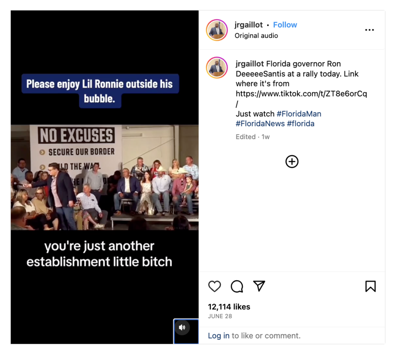 Please enjoy Lil Ronnie outside his
bubble.
NO EXCUSES
SECURE OUR BORDER
THE WALL
you're just another
establishment little bitch
jrgaillot • Follow
Original audio
jrgaillot Florida governor Ron
DeeeeeSantis at a rally today. Link
where it's from
https://www.tiktok.com/t/ZT8e6orCq
/
Just watch #FloridaMan
#FloridaNews #florida
Edited · 1w
12,114 likes
JUNE 28
Log in to like or comment.